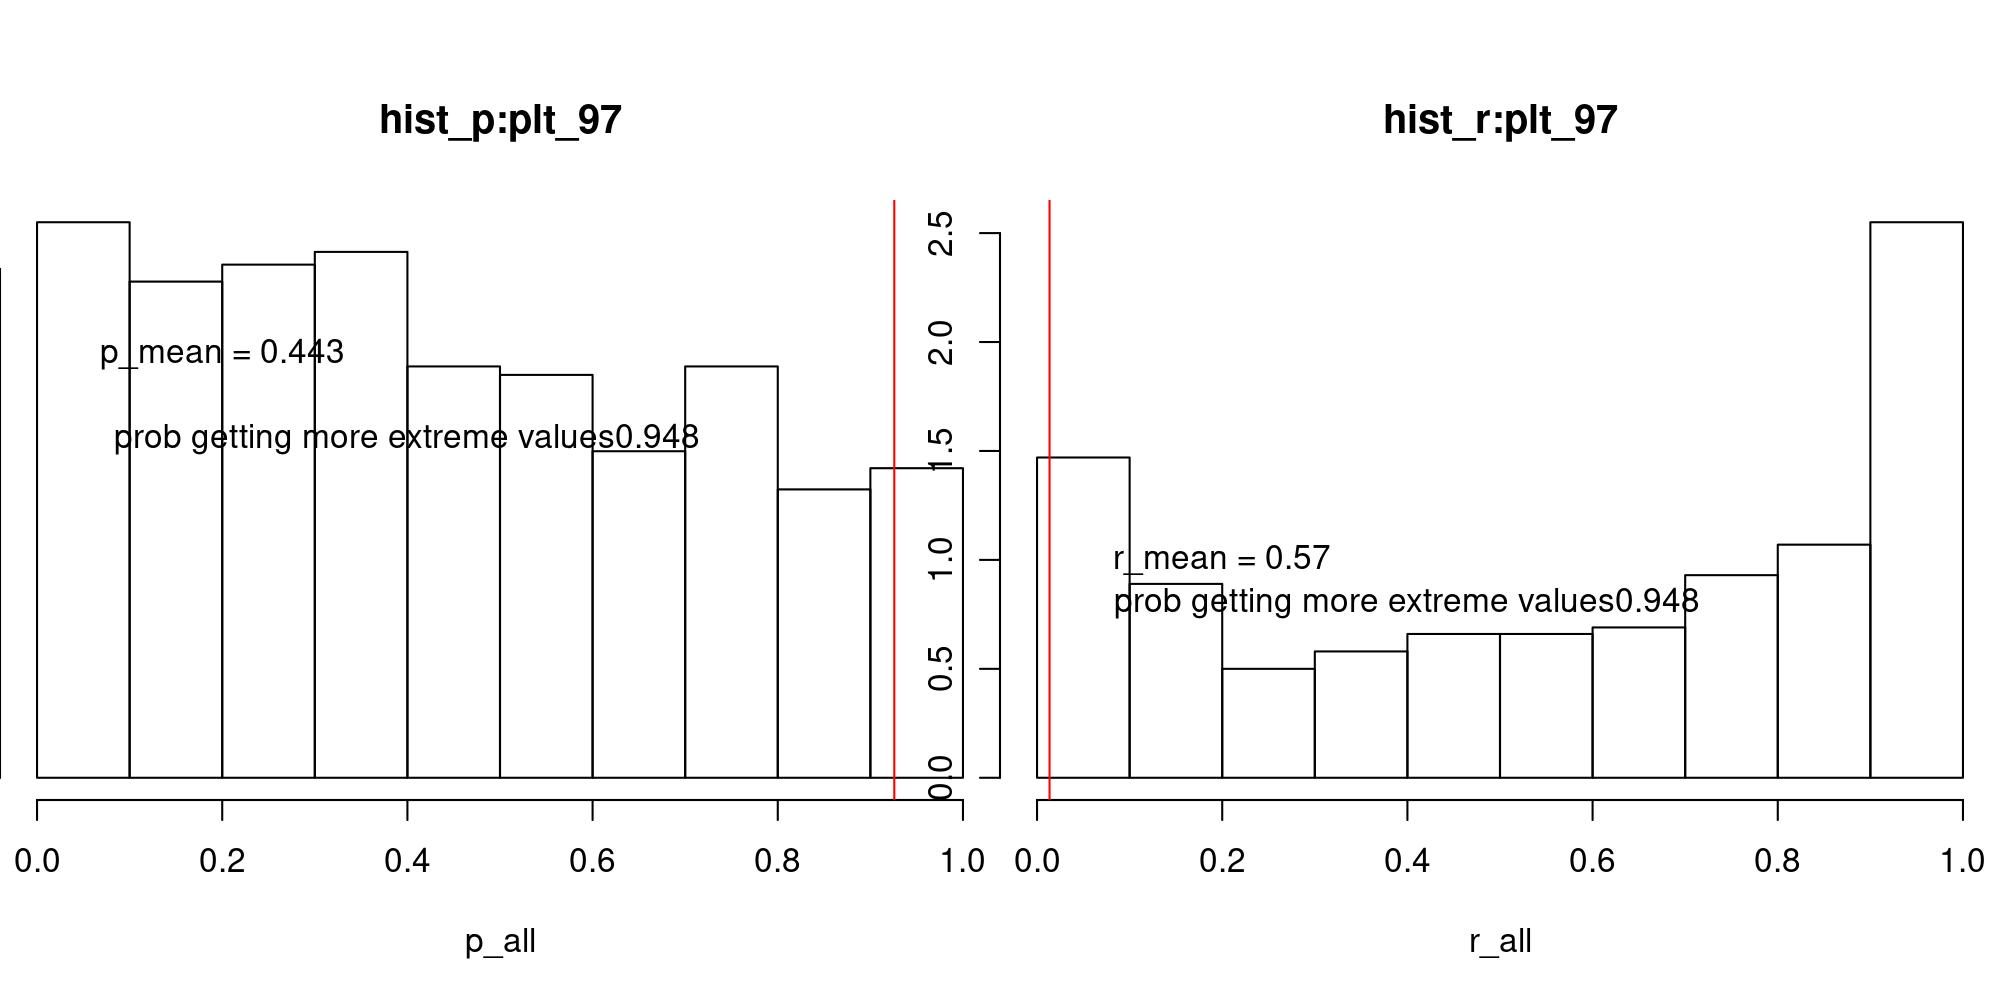 hist_p:plt_97
p_mean = 0.443
prob getting more extreme values0.948
0.0 0.2 0.4 0.6 0.8 1.0
p_all
hist_r:plt_97
2.5
2.0
1.5
1.0
0.5
0.0
r_mean = 0.57
prob getting more extreme values0.948
0.0 0.2 0.4 0.6 0.8 1.0
r_all